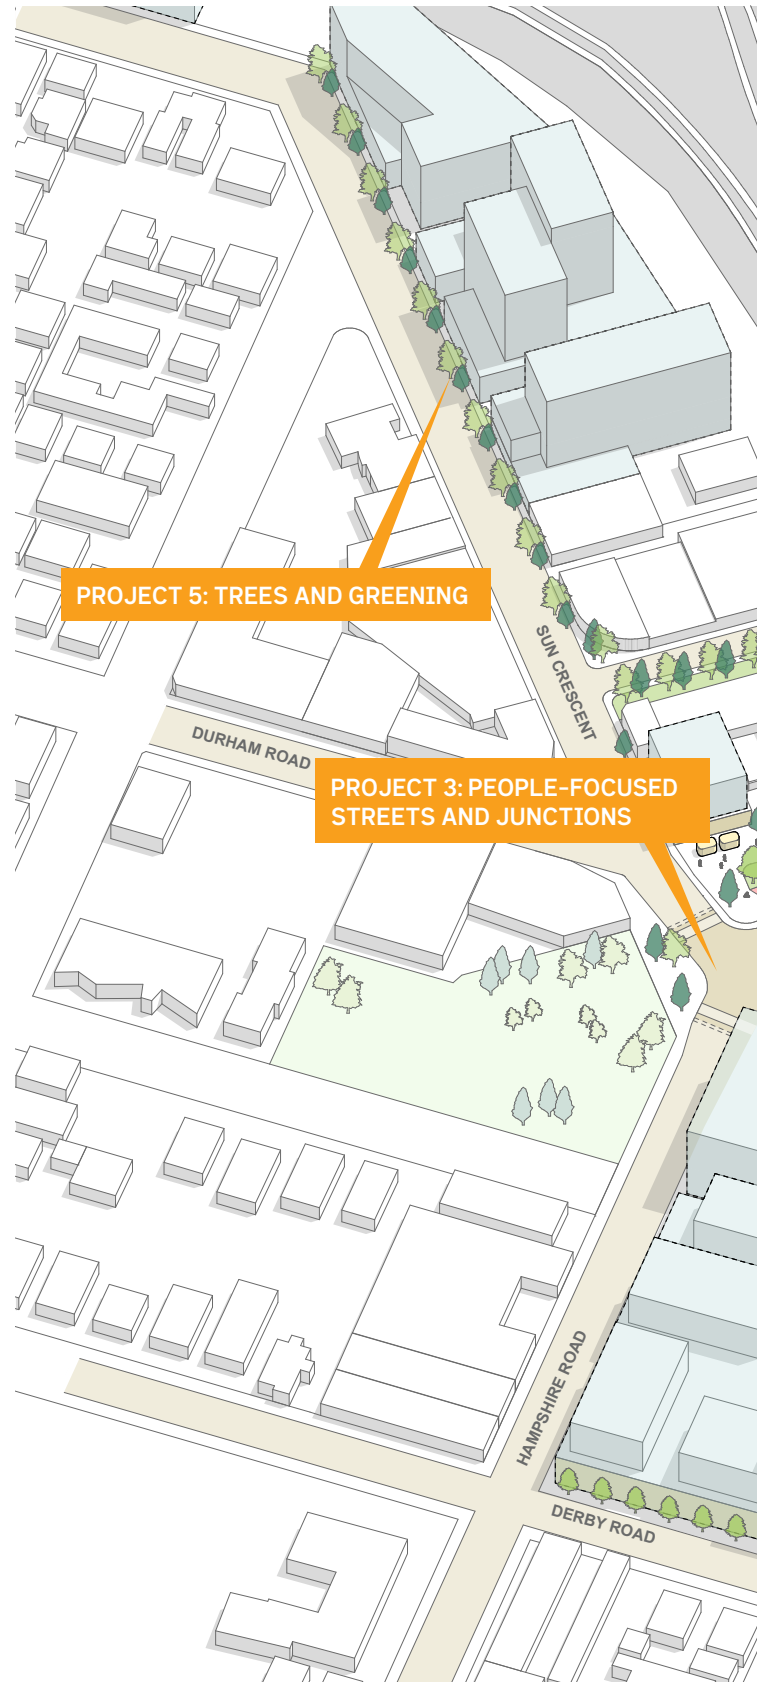 PROJECT 5: TREES AND GREENING
SUN CRESCENT
DURHAM ROAD
PROJECT 3: PEOPLE-FOCUSED
STREETS AND JUNCTIONS
HAMPSHIRE ROAD
DERBY ROAD